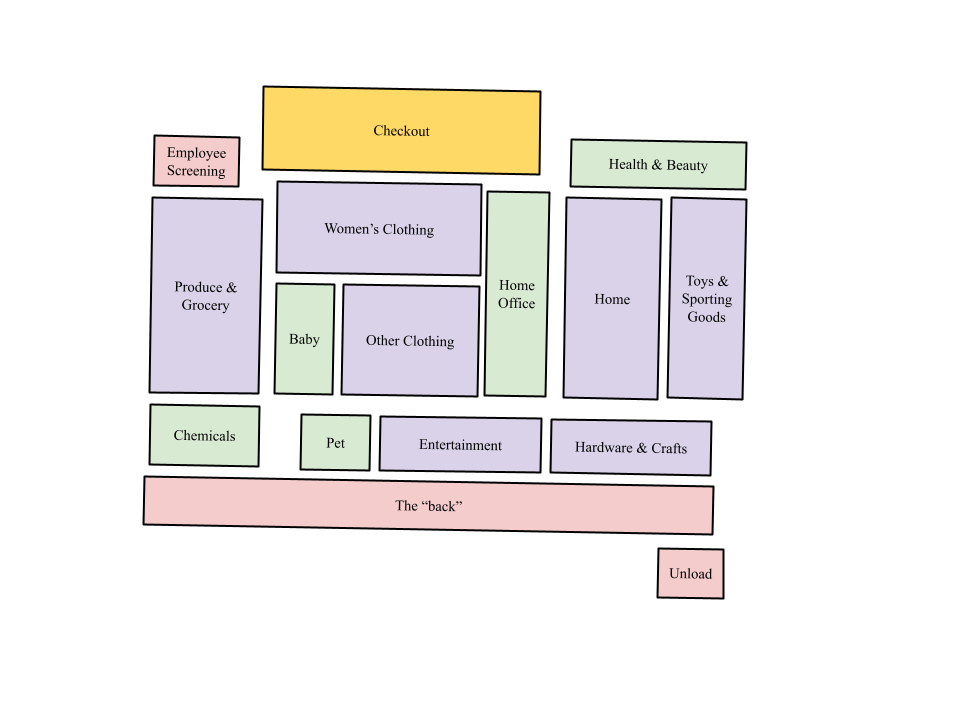 Checkout
Employee
Screening
Health & Beauty
Women’s Clothing
Produce &
Grocery
Home
Office
Home
Toys &
Sporting
Goods
Baby
Other Clothing
Chemicals
Pet
Entertainment
Hardware & Crafts
The “back”
Unload